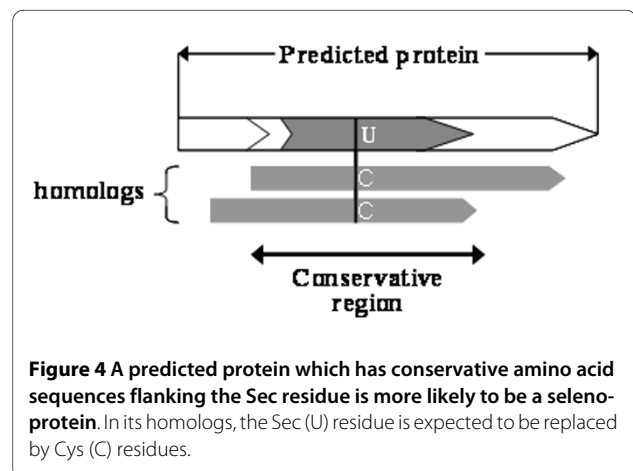 Predicted protein
U
homologs
C
C
Conservative
region
Figure 4 A predicted protein which has conservative amino acid
sequences flanking the Sec residue is more likely to be a seleno-
protein. In its homologs, the Sec (U) residue is expected to be replaced
by Cys (C) residues.